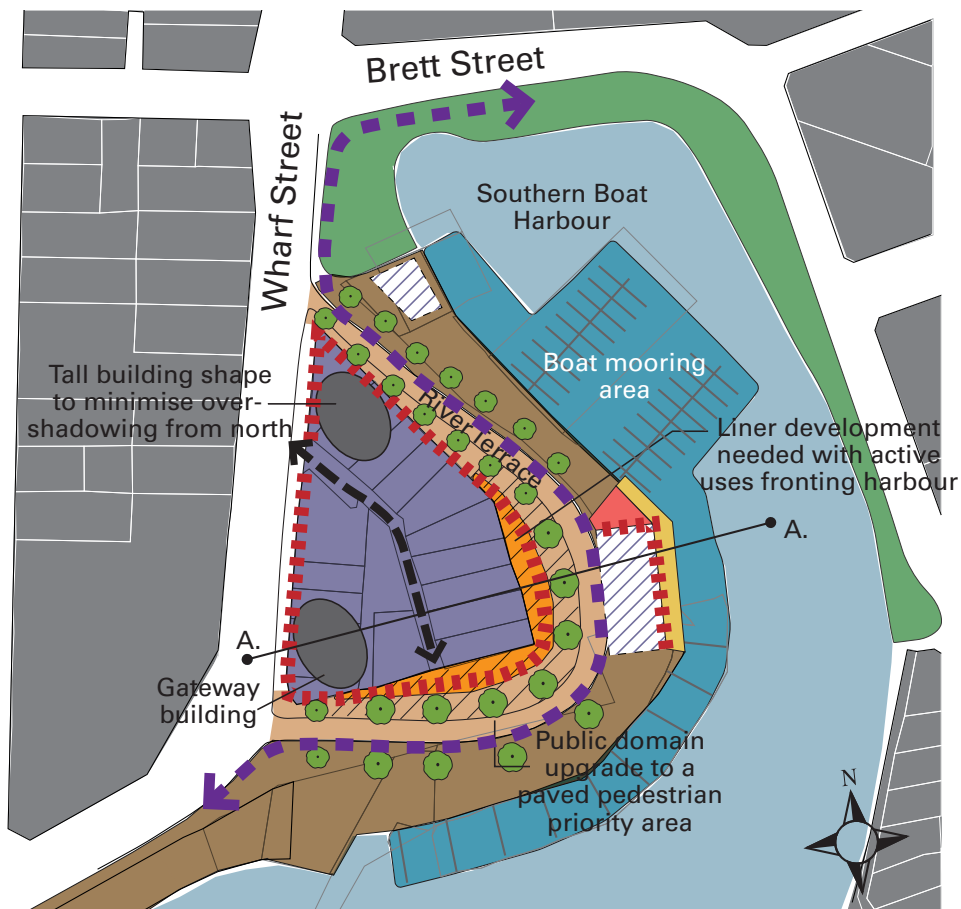 Brett Street
Wharf Street
Southern Boat
Harbour
Tall building shape
to minimise over-
shadowing from north
Boat mooring
area
River Terrace
Liner development
needed with active
uses fronting harbour
A.
A.
Gateway
building
Public domain
upgrade to a
paved pedestrian
priority area
N